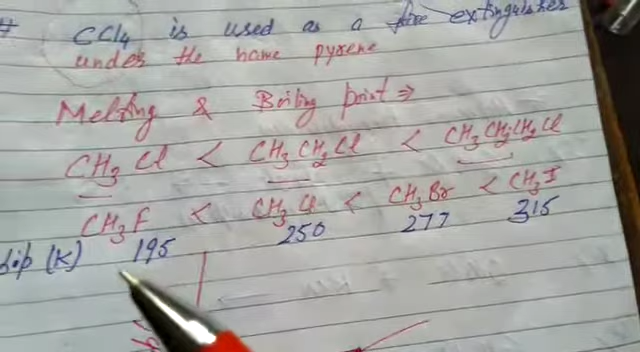 # CCl4 is used as a fire extinguisher
under the name pyrene
Melting & Boiling point ⇒
CH3Cl < CH3CH2Cl < CH3CH2CH2Cl
CH3F < CH3Cl < CH3Br < CH3I
b.p (K) 195 250 277 315